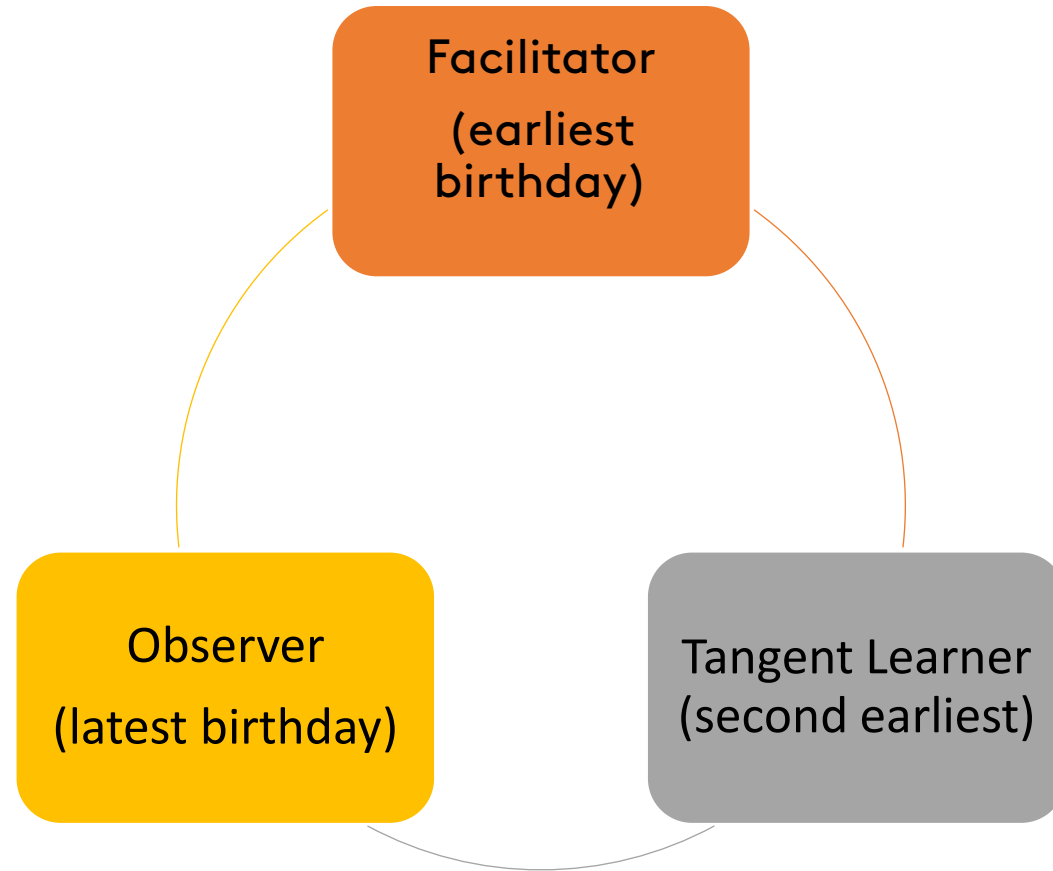 Facilitator
(earliest
birthday)
Observer
(latest birthday)
Tangent Learner
(second earliest)